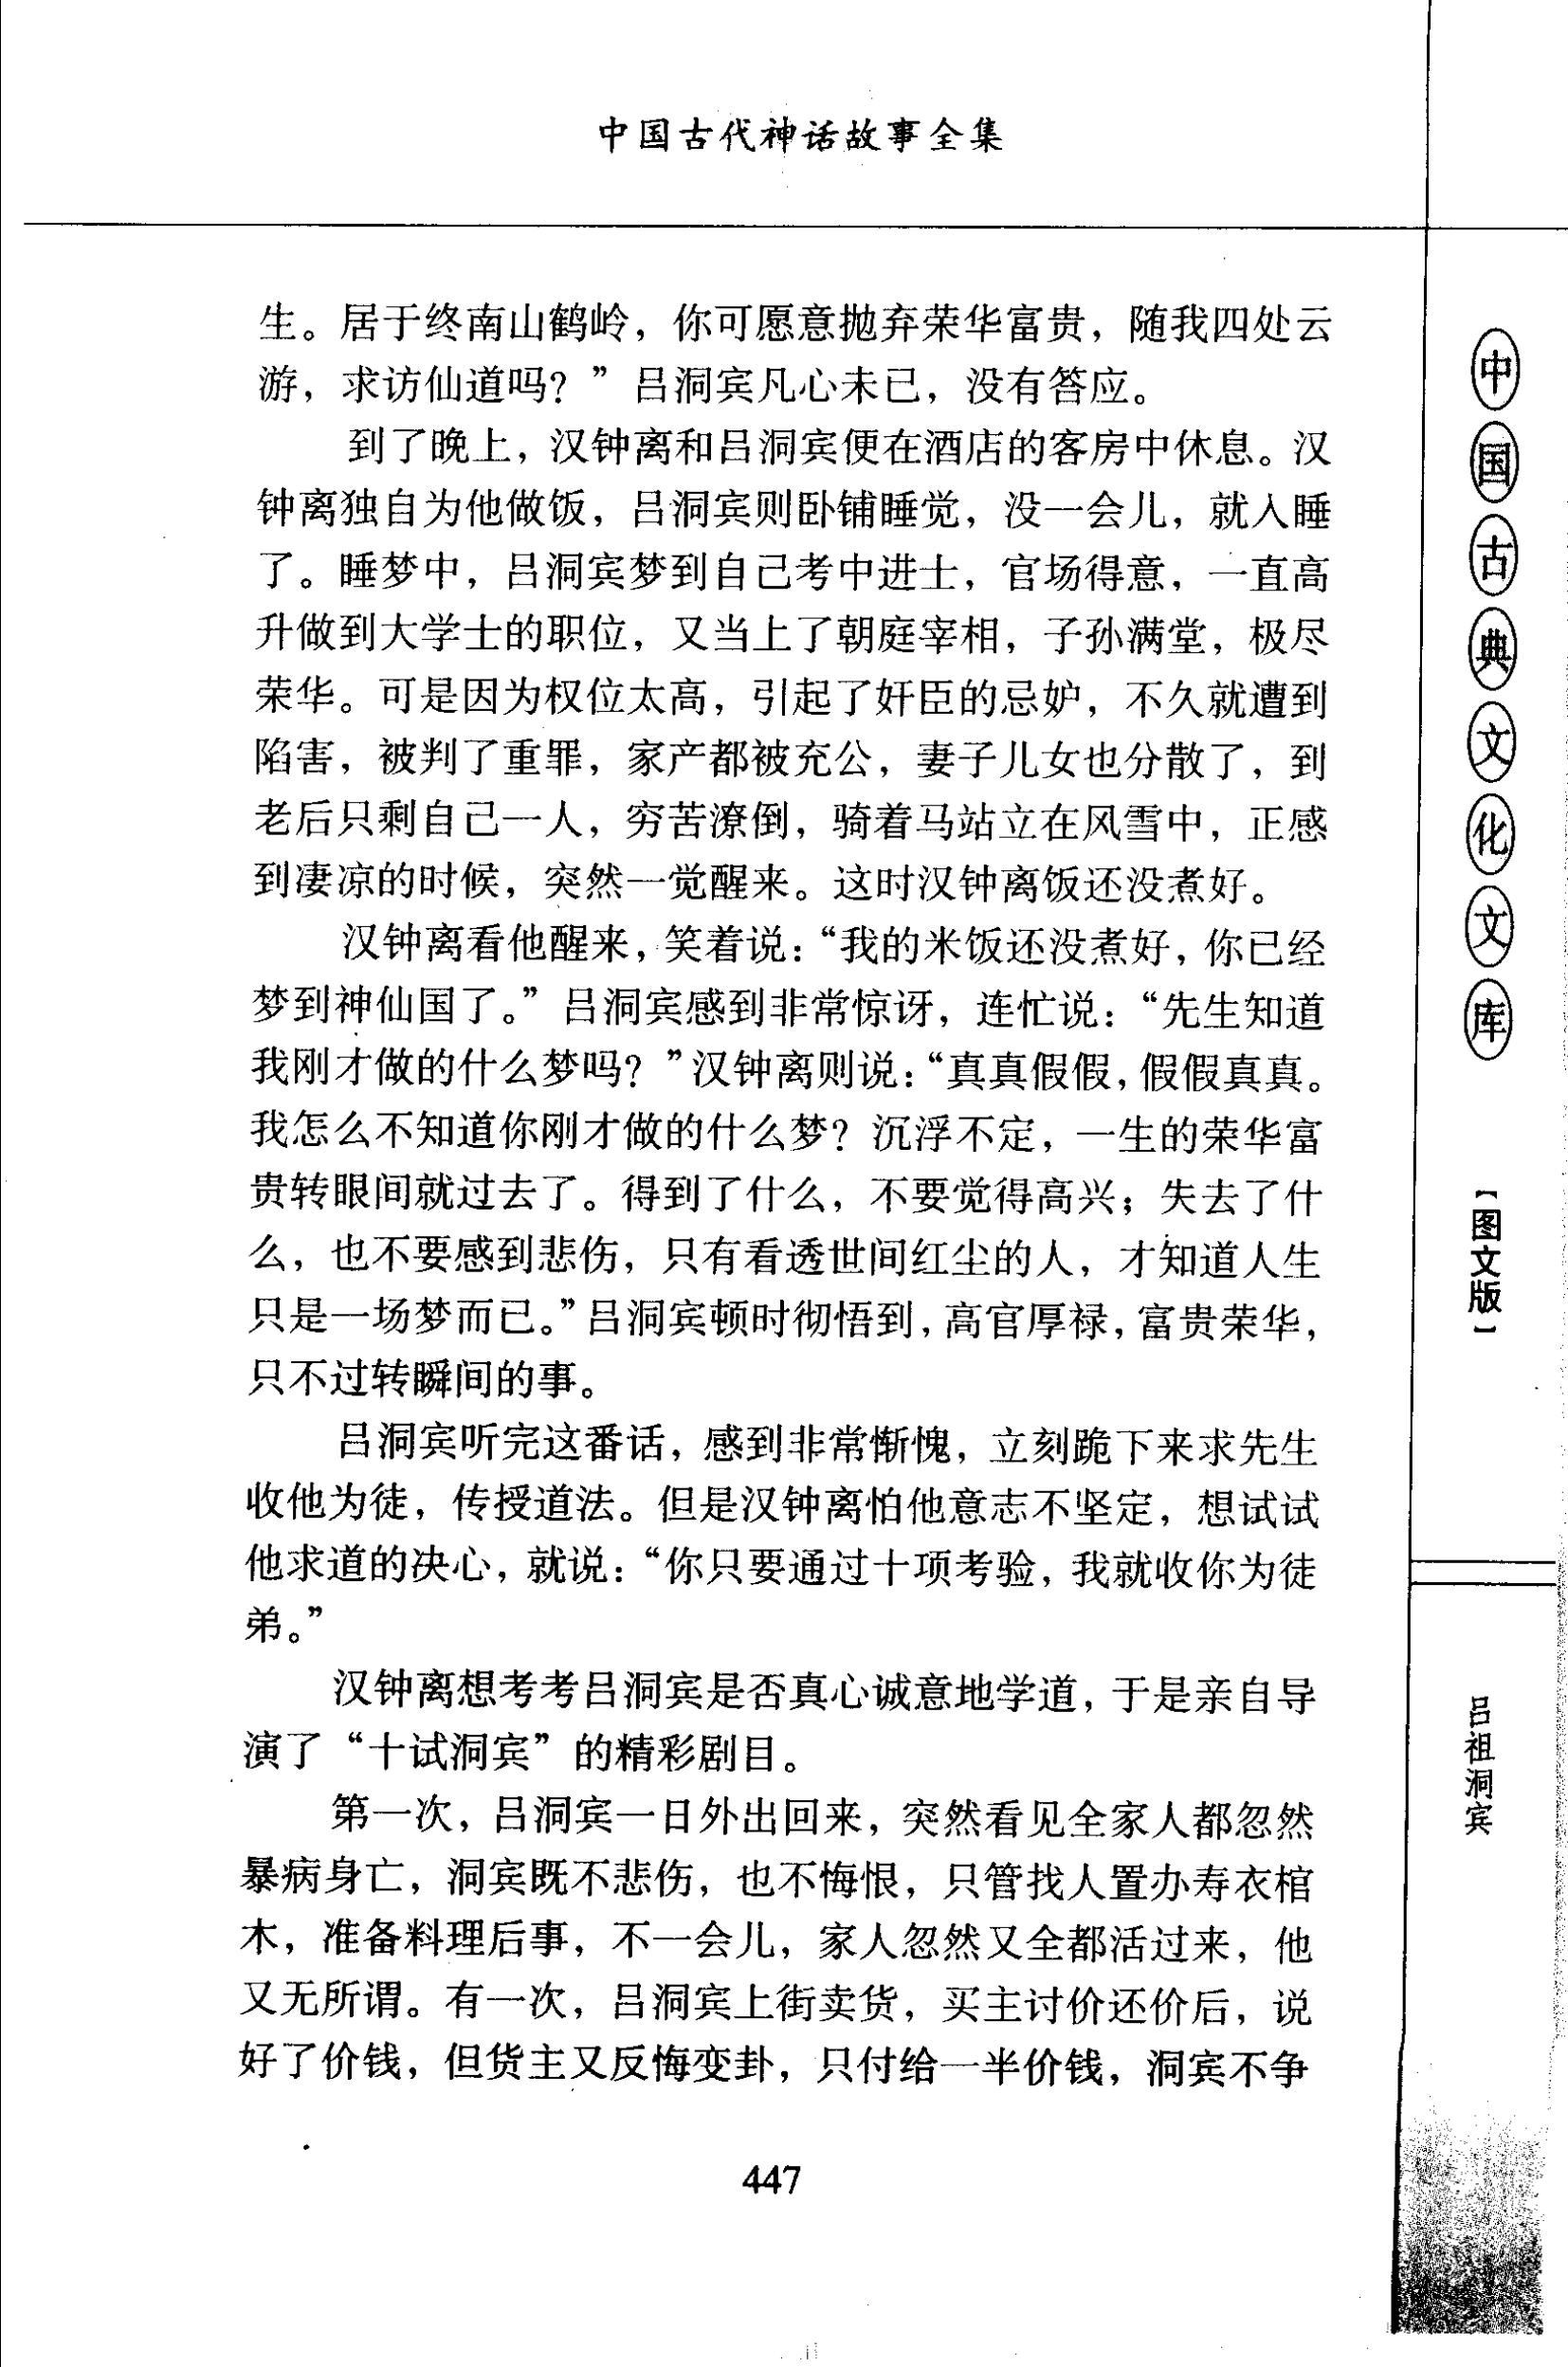 中国古代神话故事全集
生。居于终南山鹤岭，你可愿意抛弃荣华富贵，随我四处云
游，求访仙道吗？”吕洞宾凡心未已，没有答应。
到了晚上，汉钟离和吕洞宾便在酒店的客房中休息。汉
钟离独自为他做饭，吕洞宾则卧铺睡觉，没一会儿，就入睡
了。睡梦中，吕洞宾梦到自己考中进士，官场得意，一直高
升做到大学士的职位，又当上了朝庭宰相，子孙满堂，极尽
荣华。可是因为权位太高，引起了奸臣的忌妒，不久就遭到
陷害，被判了重罪，家产都被充公，妻子儿女也分散了，到
老后只剩自己一人，穷苦潦倒，骑着马站立在风雪中，正感
到凄凉的时候，突然一觉醒来。这时汉钟离饭还没煮好。
汉钟离看他醒来，笑着说：“我的米饭还没煮好，你已经
梦到神仙国了。”吕洞宾感到非常惊讶，连忙说：“先生知道
我刚才做的什么梦吗？”汉钟离则说：“真真假假，假假真真。
我怎么不知道你刚才做的什么梦？沉浮不定，一生的荣华富
贵转眼间就过去了。得到了什么，不要觉得高兴；失去了什
么，也不要感到悲伤，只有看透世间红尘的人，才知道人生
只是一场梦而已。”吕洞宾顿时彻悟到，高官厚禄，富贵荣华，
只不过转瞬间的事。
吕洞宾听完这番话，感到非常惭愧，立刻跪下来求先生
收他为徒，传授道法。但是汉钟离怕他意志不坚定，想试试
他求道的决心，就说：“你只要通过十项考验，我就收你为徒
弟。”
汉钟离想考考吕洞宾是否真心诚意地学道，于是亲自导
演了“十试洞宾”的精彩剧目。
第一次，吕洞宾一日外出回来，突然看见全家人都忽然
暴病身亡，洞宾既不悲伤，也不悔恨，只管找人置办寿衣棺
木，准备料理后事，不一会儿，家人忽然又全都活过来，他
又无所谓。有一次，吕洞宾上街卖货，买主讨价还价后，说
好了价钱，但货主又反悔变卦，只付给一半价钱，洞宾不争
447
中国古典文化文库
【图文版】
吕祖洞宾